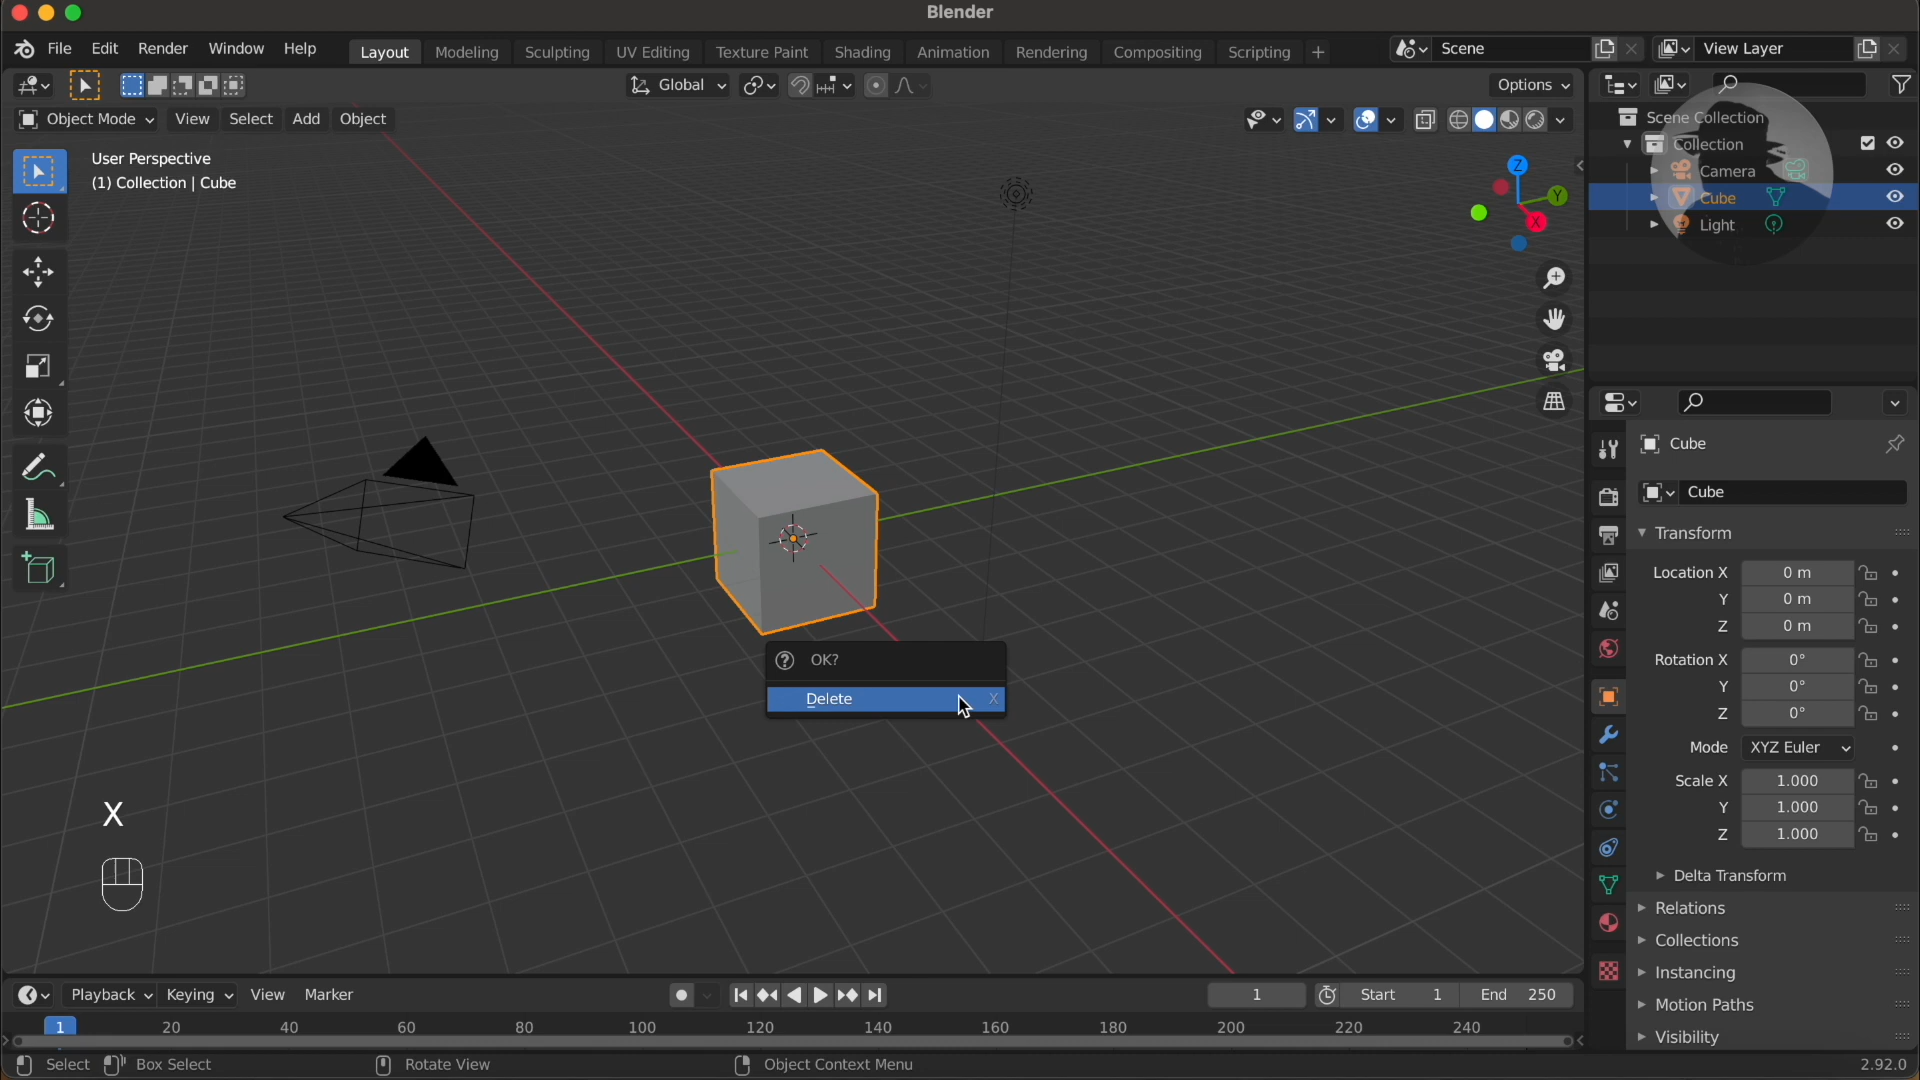 Blender
File Edit Render Window Help Layout Modeling Sculpting UV Editing Texture Paint Shading Animation Rendering Compositing Scripting + Scene View Layer
Global Options
Object Mode View Select Add Object
User Perspective
(1) Collection | Cube
Z
Y
X
Scene Collection
Collection
Camera
Cube
Light
OK?
Delete X
X
Cube
Cube
Transform
Location X 0 m
Y 0 m
Z 0 m
Rotation X 0°
Y 0°
Z 0°
Mode XYZ Euler
Scale X 1.000
Y 1.000
Z 1.000
Delta Transform
Relations
Collections
Instancing
Motion Paths
Visibility
Playback Keying View Marker 1 Start 1 End 250
1 20 40 60 80 100 120 140 160 180 200 220 240
Select Box Select Rotate View Object Context Menu 2.92.0